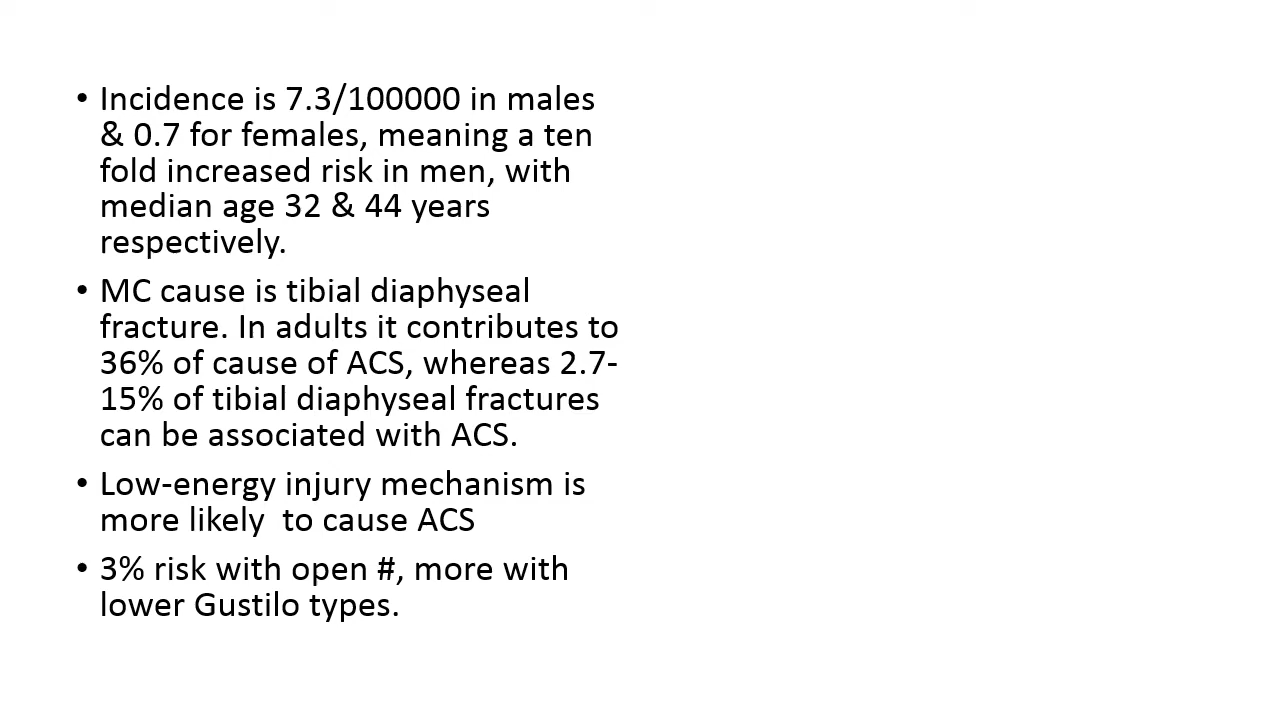 • Incidence is 7.3/100000 in males
& 0.7 for females, meaning a ten
fold increased risk in men, with
median age 32 & 44 years
respectively.
• MC cause is tibial diaphyseal
fracture. In adults it contributes to
36% of cause of ACS, whereas 2.7-
15% of tibial diaphyseal fractures
can be associated with ACS.
• Low-energy injury mechanism is
more likely  to cause ACS
• 3% risk with open #, more with
lower Gustilo types.